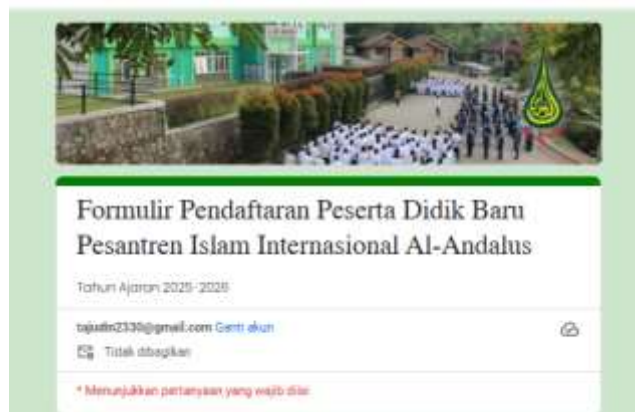 Formulir Pendaftaran Peserta Didik Baru
Pesantren Islam Internasional Al-Andalus
Tahun Ajaran 2025-2026
tajudin2330@gmail.com Ganti akun
Tidak dibagikan
* Menunjukkan pertanyaan yang wajib diisi